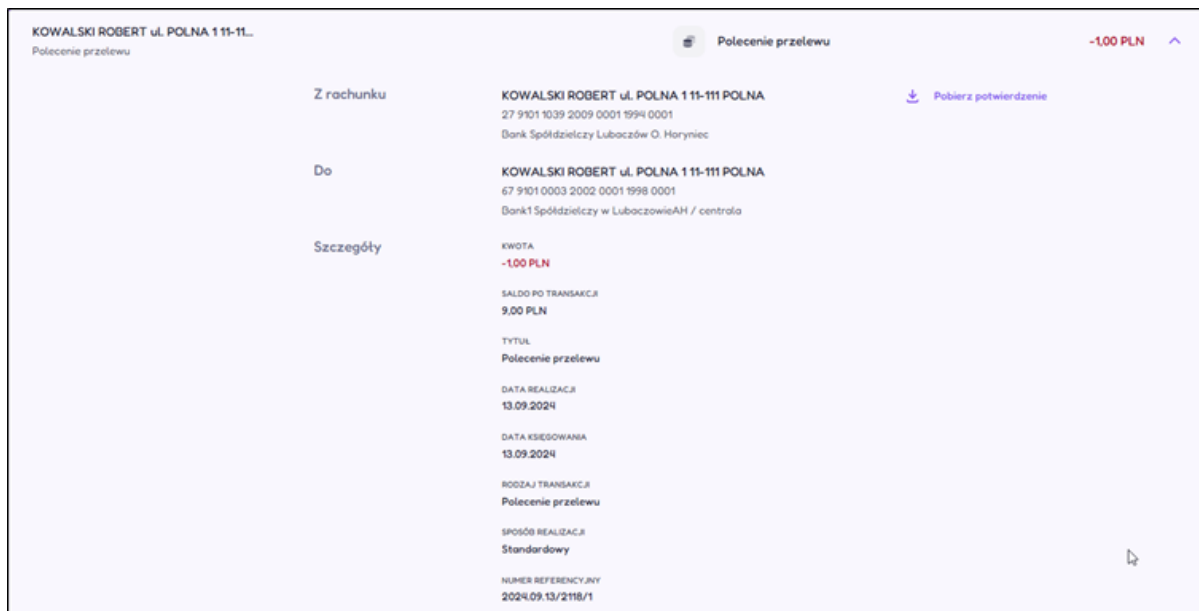 KOWALSKI ROBERT ul. POLNA 1 11-11...
Polecenie przelewu
Polecenie przelewu
-1,00 PLN
Z rachunku
KOWALSKI ROBERT ul. POLNA 1 11-111 POLNA
27 9101 1039 2009 0001 1994 0001
Bank Spółdzielczy Lubaczów O. Horyniec
Pobierz potwierdzenie
Do
KOWALSKI ROBERT ul. POLNA 1 11-111 POLNA
67 9101 0003 2002 0001 1998 0001
Bank1 Spółdzielczy w LubaczowieAH / centrala
Szczegóły
KWOTA
-1,00 PLN
SALDO PO TRANSAKCJI
9,00 PLN
TYTUŁ
Polecenie przelewu
DATA REALIZACJI
13.09.2024
DATA KSIĘGOWANIA
13.09.2024
RODZAJ TRANSAKCJI
Polecenie przelewu
SPOSÓB REALIZACJI
Standardowy
NUMER REFERENCYJNY
2024.09.13/2118/1